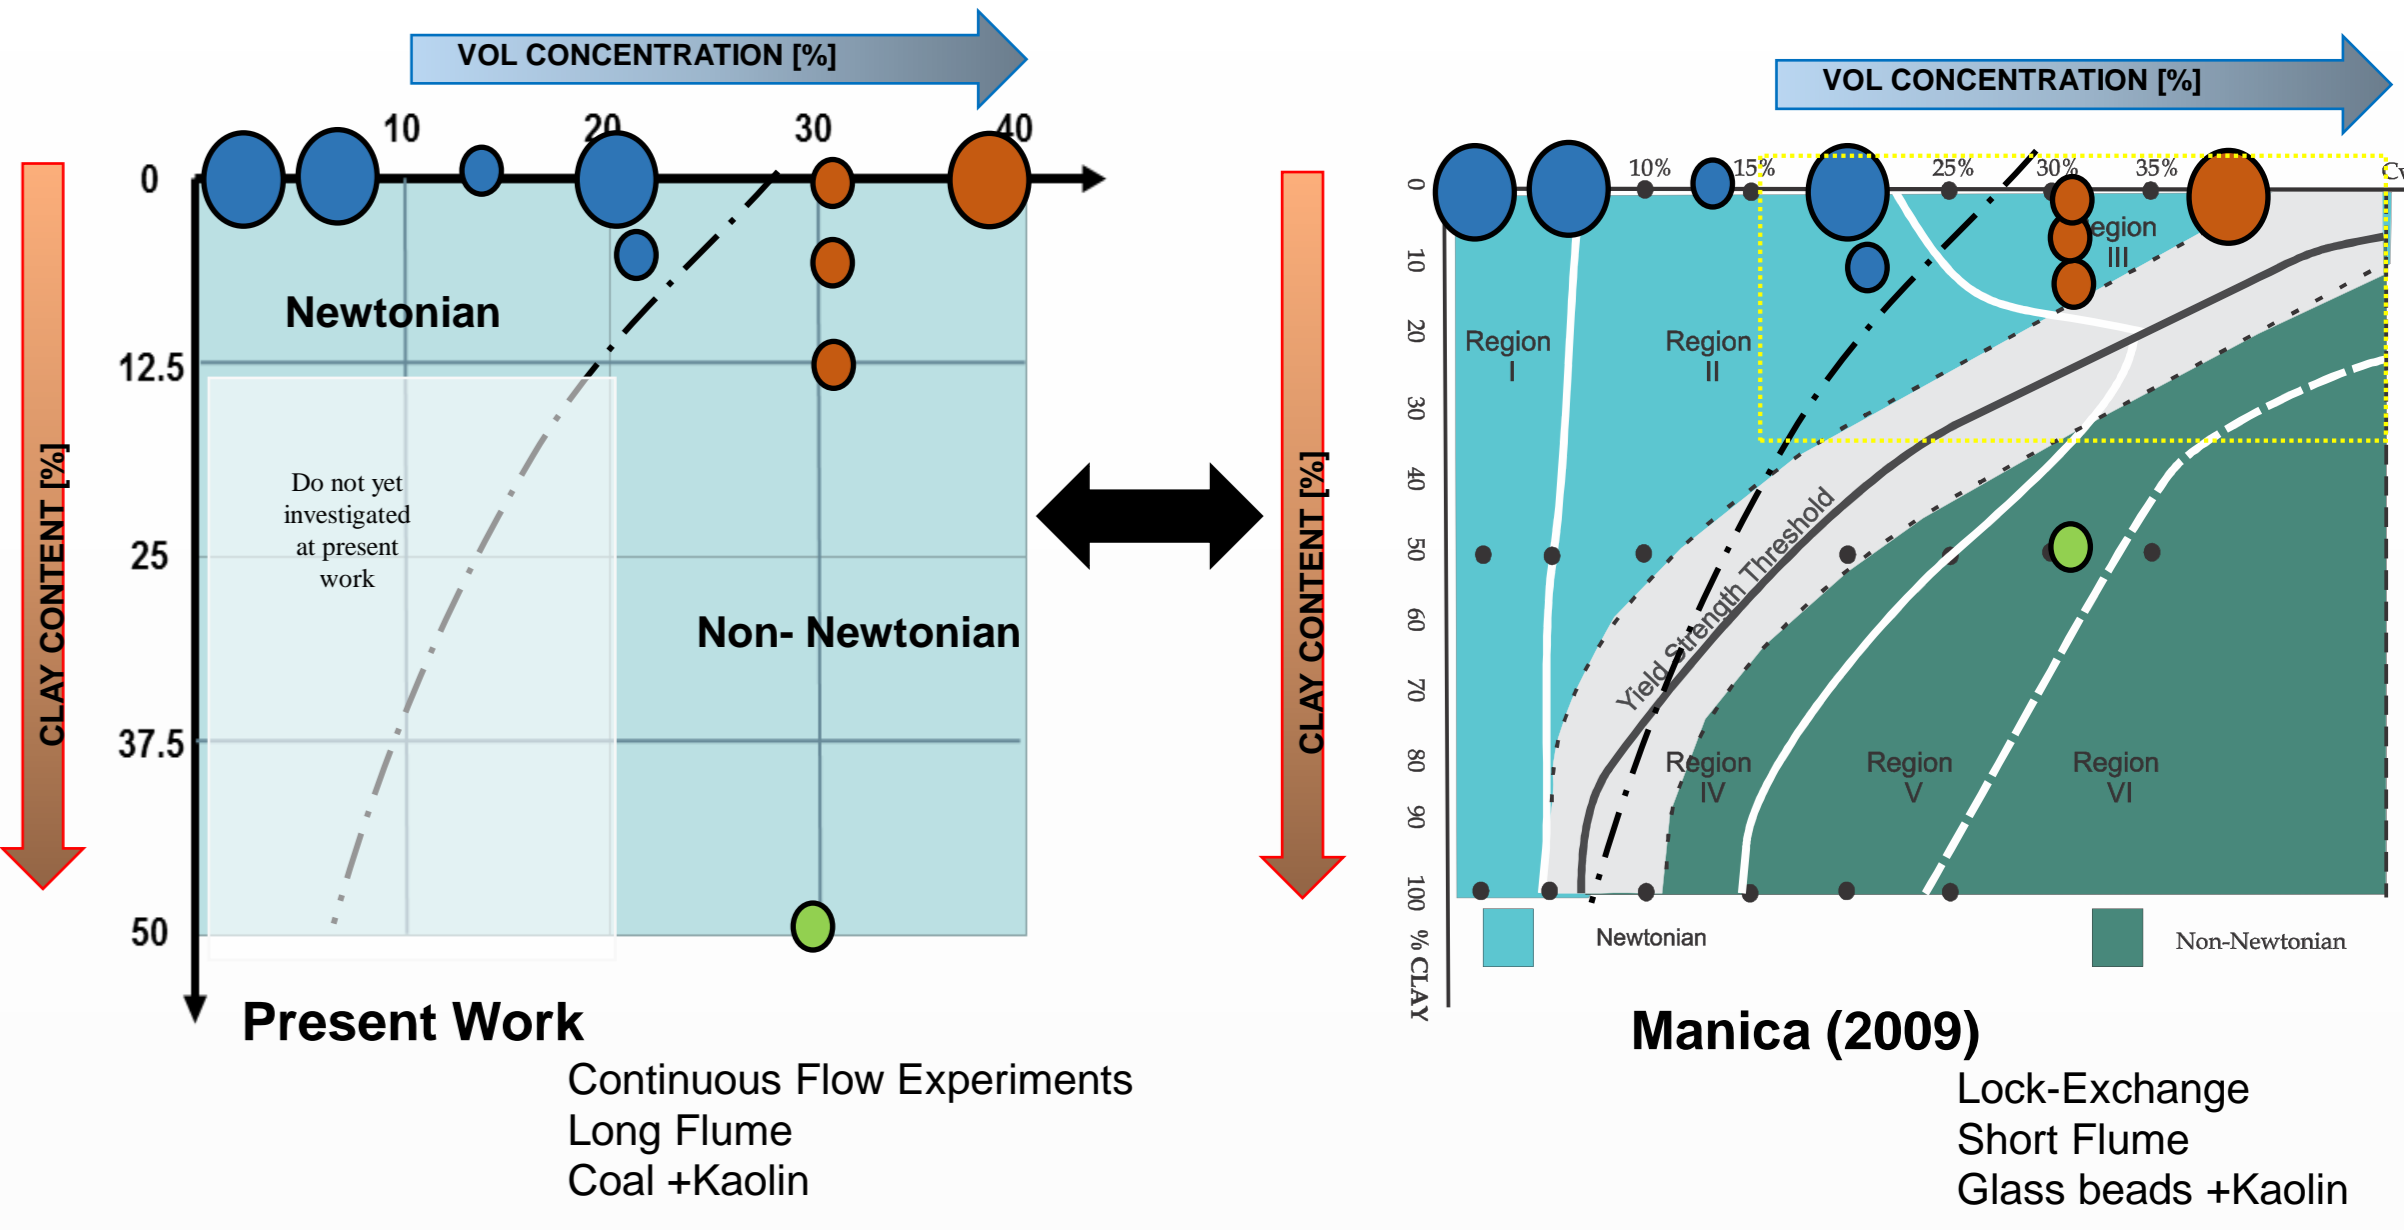 VOL CONCENTRATION [%]
10
20
30
40
0
12.5
25
37.5
50
CLAY CONTENT [%]
Newtonian
Do not yet
investigated
at present
work
Non- Newtonian
Present Work
Continuous Flow Experiments
Long Flume
Coal +Kaolin
VOL CONCENTRATION [%]
10%
15%
25%
30%
35%
CLAY CONTENT [%]
0
10
20
30
40
50
60
70
80
90
100
% CLAY
Region
I
Region
II
egion
III
Yield Strength Threshold
Region
IV
Region
V
Region
VI
Newtonian
Non-Newtonian
Manica (2009)
Lock-Exchange
Short Flume
Glass beads +Kaolin